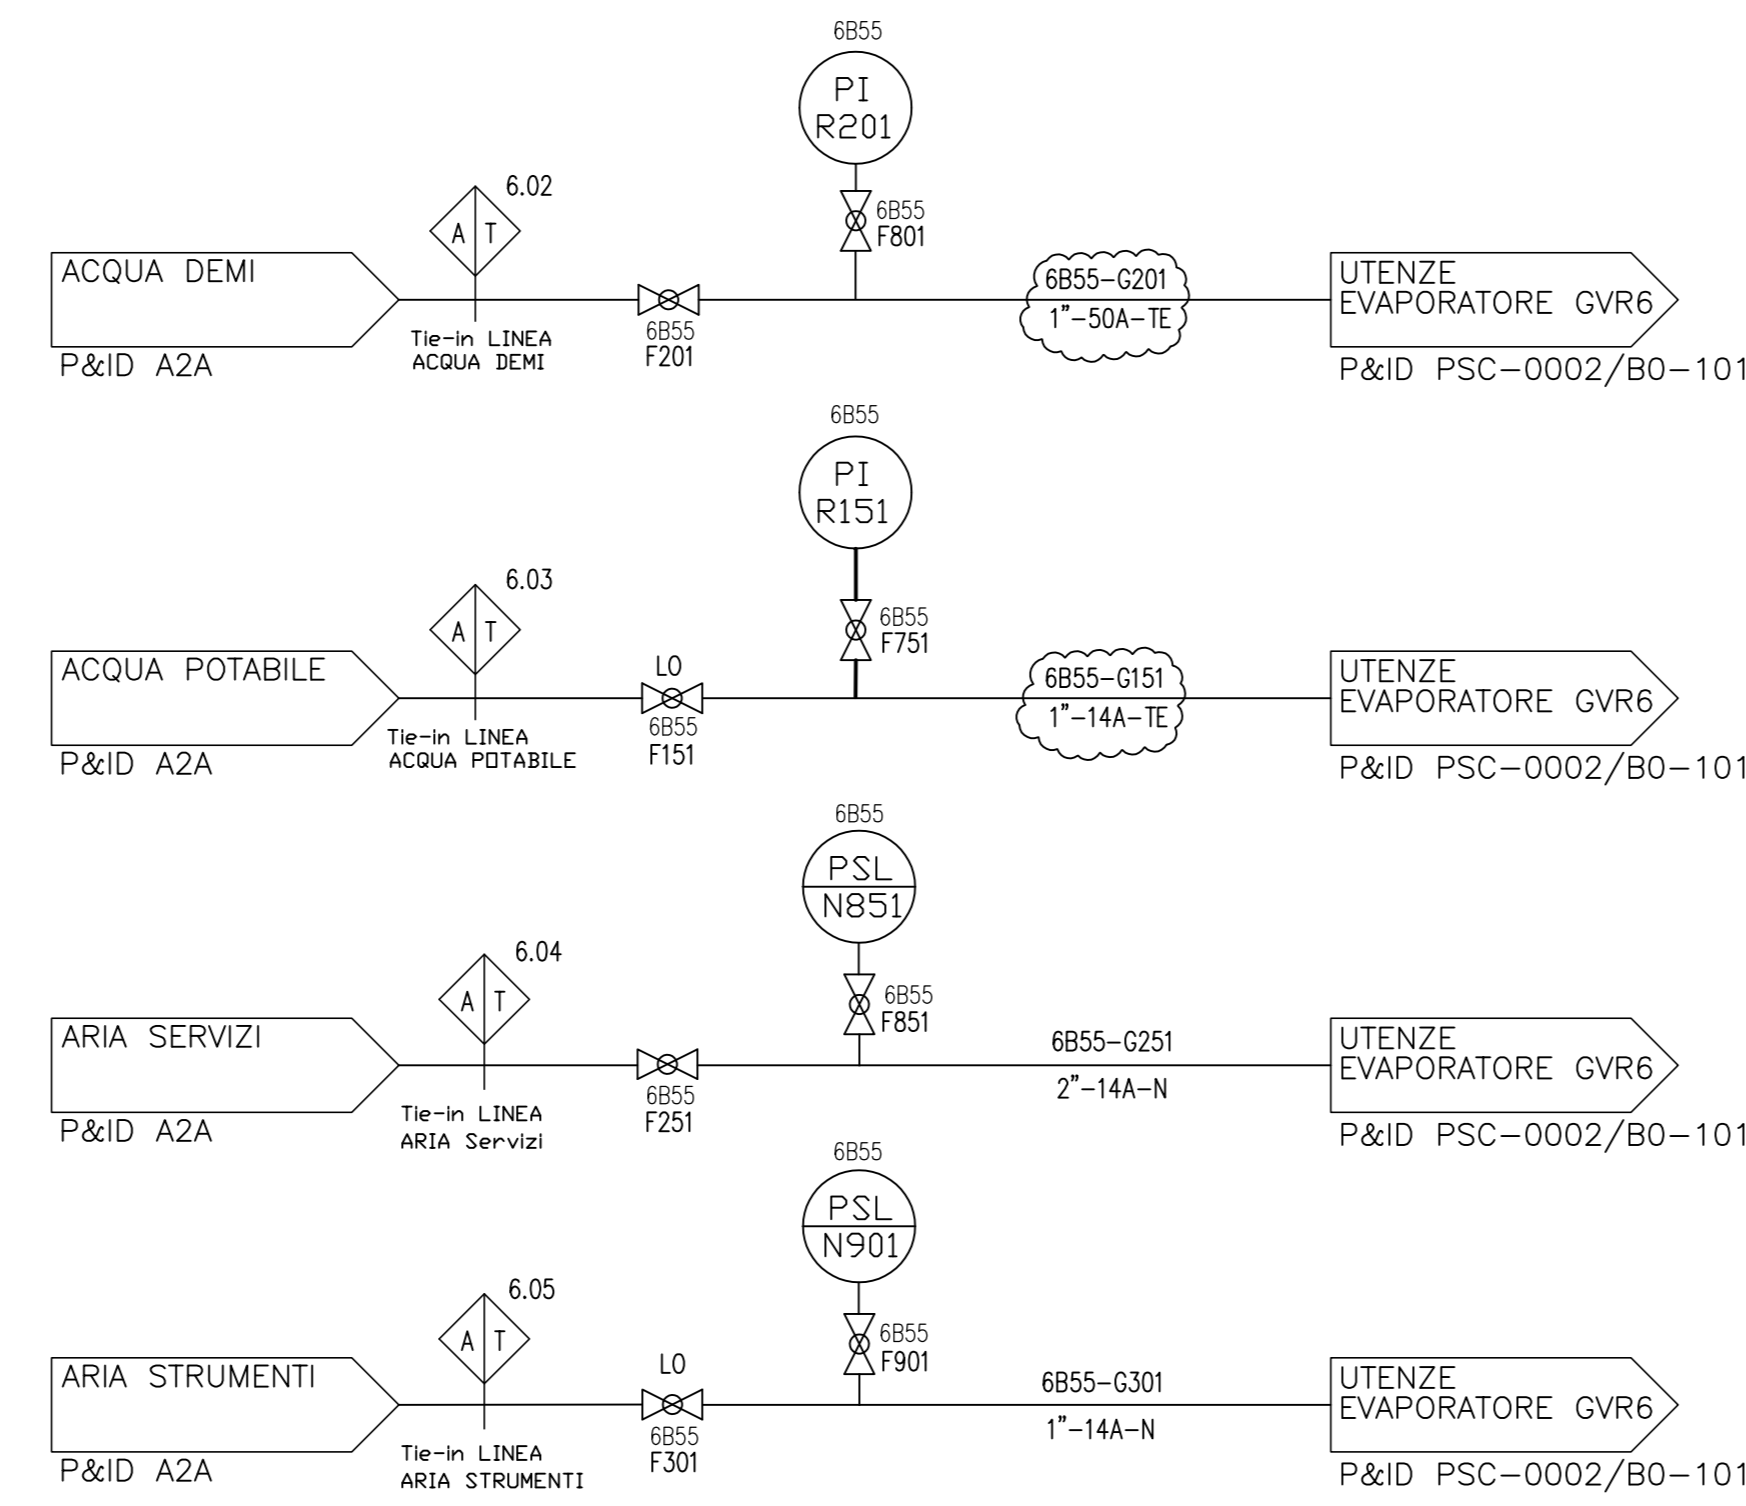 6B55
PI
R201
6.02
A T
6B55
F801
ACQUA DEMI
6B55-G201
1"-50A-TE
UTENZE
EVAPORATORE GVR6
Tie-in LINEA
ACQUA DEMI
6B55
F201
P&ID A2A
P&ID PSC-0002/B0-101
6B55
PI
R151
6.03
A T
6B55
F751
ACQUA POTABILE
LO
6B55-G151
1"-14A-TE
UTENZE
EVAPORATORE GVR6
Tie-in LINEA
ACQUA POTABILE
6B55
F151
P&ID A2A
P&ID PSC-0002/B0-101
6B55
PSL
N851
6.04
A T
6B55
F851
ARIA SERVIZI
6B55-G251
2"-14A-N
UTENZE
EVAPORATORE GVR6
Tie-in LINEA
ARIA Servizi
6B55
F251
P&ID A2A
P&ID PSC-0002/B0-101
6B55
PSL
N901
6.05
A T
6B55
F901
ARIA STRUMENTI
LO
6B55-G301
1"-14A-N
UTENZE
EVAPORATORE GVR6
Tie-in LINEA
ARIA STRUMENTI
6B55
F301
P&ID A2A
P&ID PSC-0002/B0-101